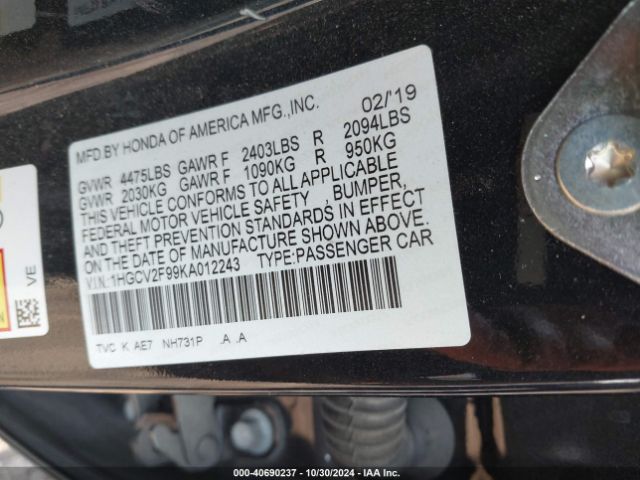 MFD.BY HONDA OF AMERICA MFG.,INC. 02/'19
GVWR 4475LBS GAWR F 2403LBS R 2094LBS
GVWR 2030KG GAWR F 1090KG R 950KG
THIS VEHICLE CONFORMS TO ALL APPLICABLE
FEDERAL MOTOR VEHICLE SAFETY , BUMPER,
AND THEFT PREVENTION STANDARDS IN EFFECT
ON THE DATE OF MANUFACTURE SHOWN ABOVE.
V.I.N.:1HGCV2F99KA012243 TYPE:PASSENGER CAR
TVC K AE7 NH731P .A .A
VE
000-40690237 - 10/30/2024 - IAA Inc.